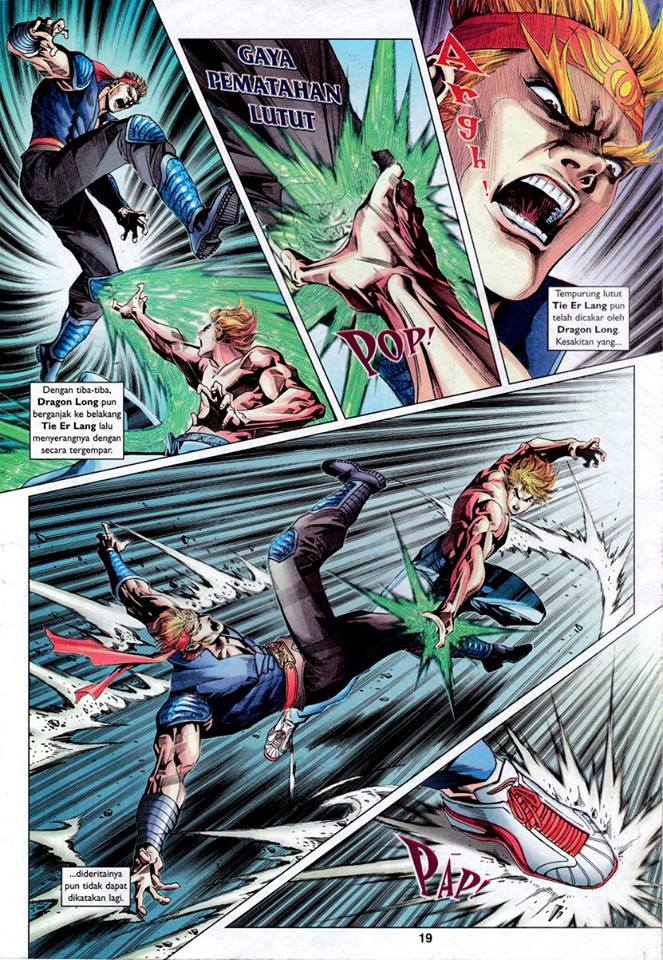 Dengan tiba-tiba,
Dragon Long pun
berganjak ke belakang
Tie Er Lang lalu
menyerangnya dengan
secara tergempar.
GAYA
PEMATAHAN
LUTUT
POP!
Argh!
Tempurung lutut
Tie Er Lang pun
telah dicakar oleh
Dragon Long.
Kesakitan yang...
...dideritainya
pun tidak dapat
dikatakan lagi.
PAP!
19